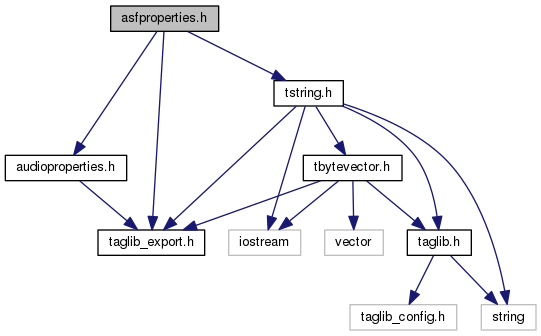 asfproperties.h
tstring.h
audioproperties.h
tbytevector.h
taglib_export.h
iostream
vector
taglib.h
taglib_config.h
string